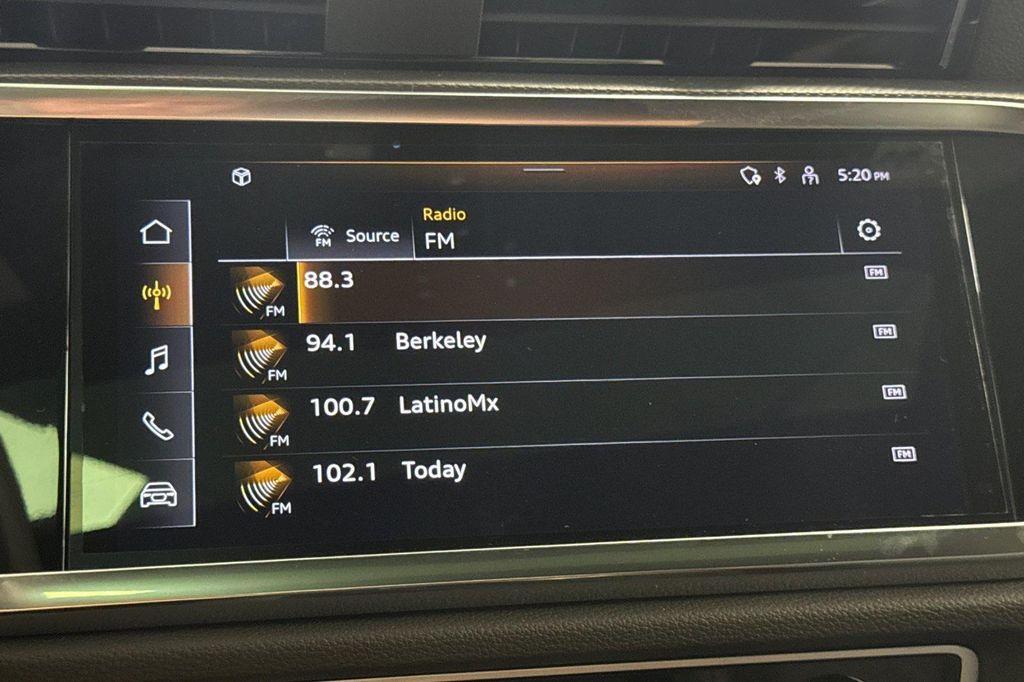 5:20 PM
Radio
FM Source FM
88.3 FM
FM
94.1 Berkeley FM
FM
100.7 LatinoMx FM
FM
102.1 Today FM
FM